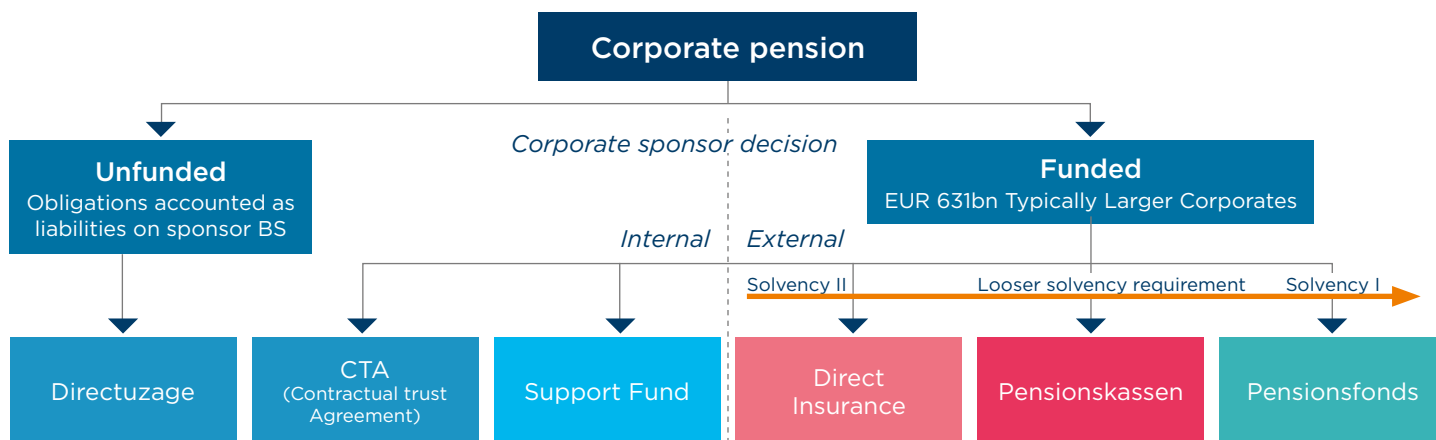 Corporate pension
Corporate sponsor decision
Unfunded
Obligations accounted as
liabilities on sponsor BS
Funded
EUR 631bn Typically Larger Corporates
Internal
External
Solvency II
Looser solvency requirement
Solvency I
Directuzage
CTA
(Contractual trust
Agreement)
Support Fund
Direct
Insurance
Pensionskassen
Pensionsfonds